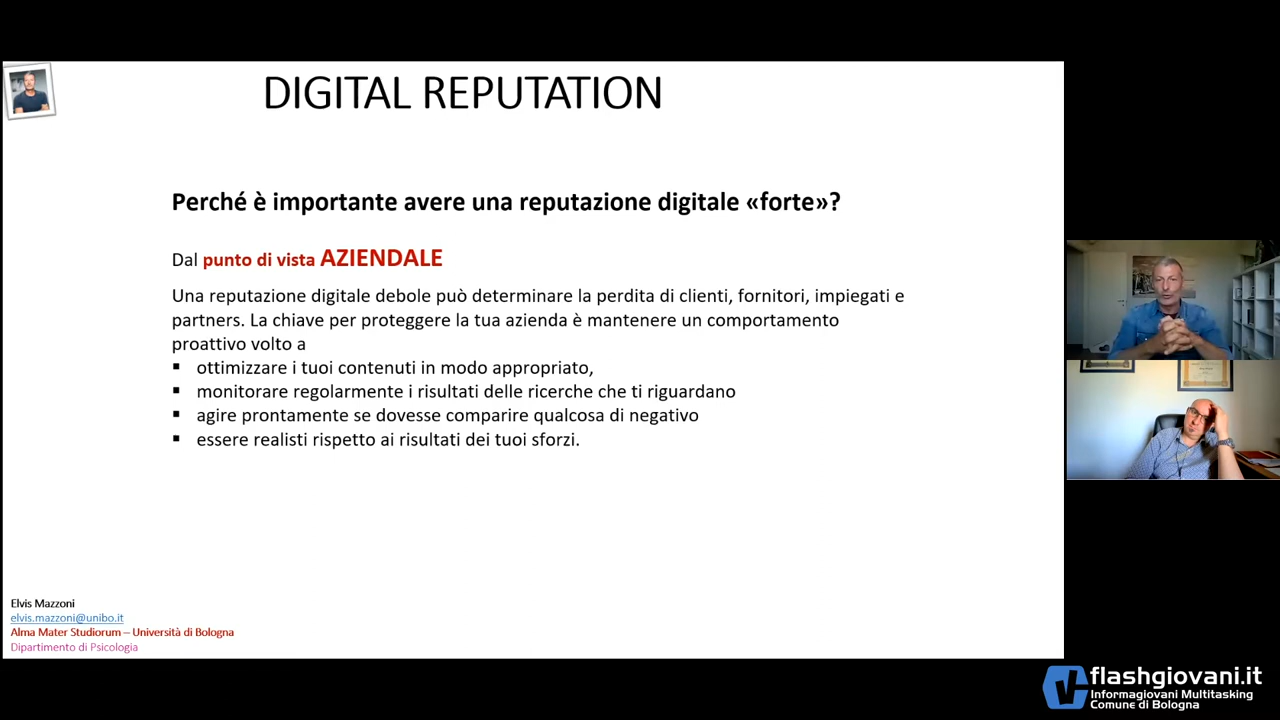 DIGITAL REPUTATION
Perché è importante avere una reputazione digitale «forte»?
Dal punto di vista AZIENDALE
Una reputazione digitale debole può determinare la perdita di clienti, fornitori, impiegati e
partners. La chiave per proteggere la tua azienda è mantenere un comportamento
proattivo volto a
▪ ottimizzare i tuoi contenuti in modo appropriato,
▪ monitorare regolarmente i risultati delle ricerche che ti riguardano
▪ agire prontamente se dovesse comparire qualcosa di negativo
▪ essere realisti rispetto ai risultati dei tuoi sforzi.
Elvis Mazzoni
elvis.mazzoni@unibo.it
Alma Mater Studiorum – Università di Bologna
Dipartimento di Psicologia
flashgiovani.it
Informagiovani Multitasking
Comune di Bologna